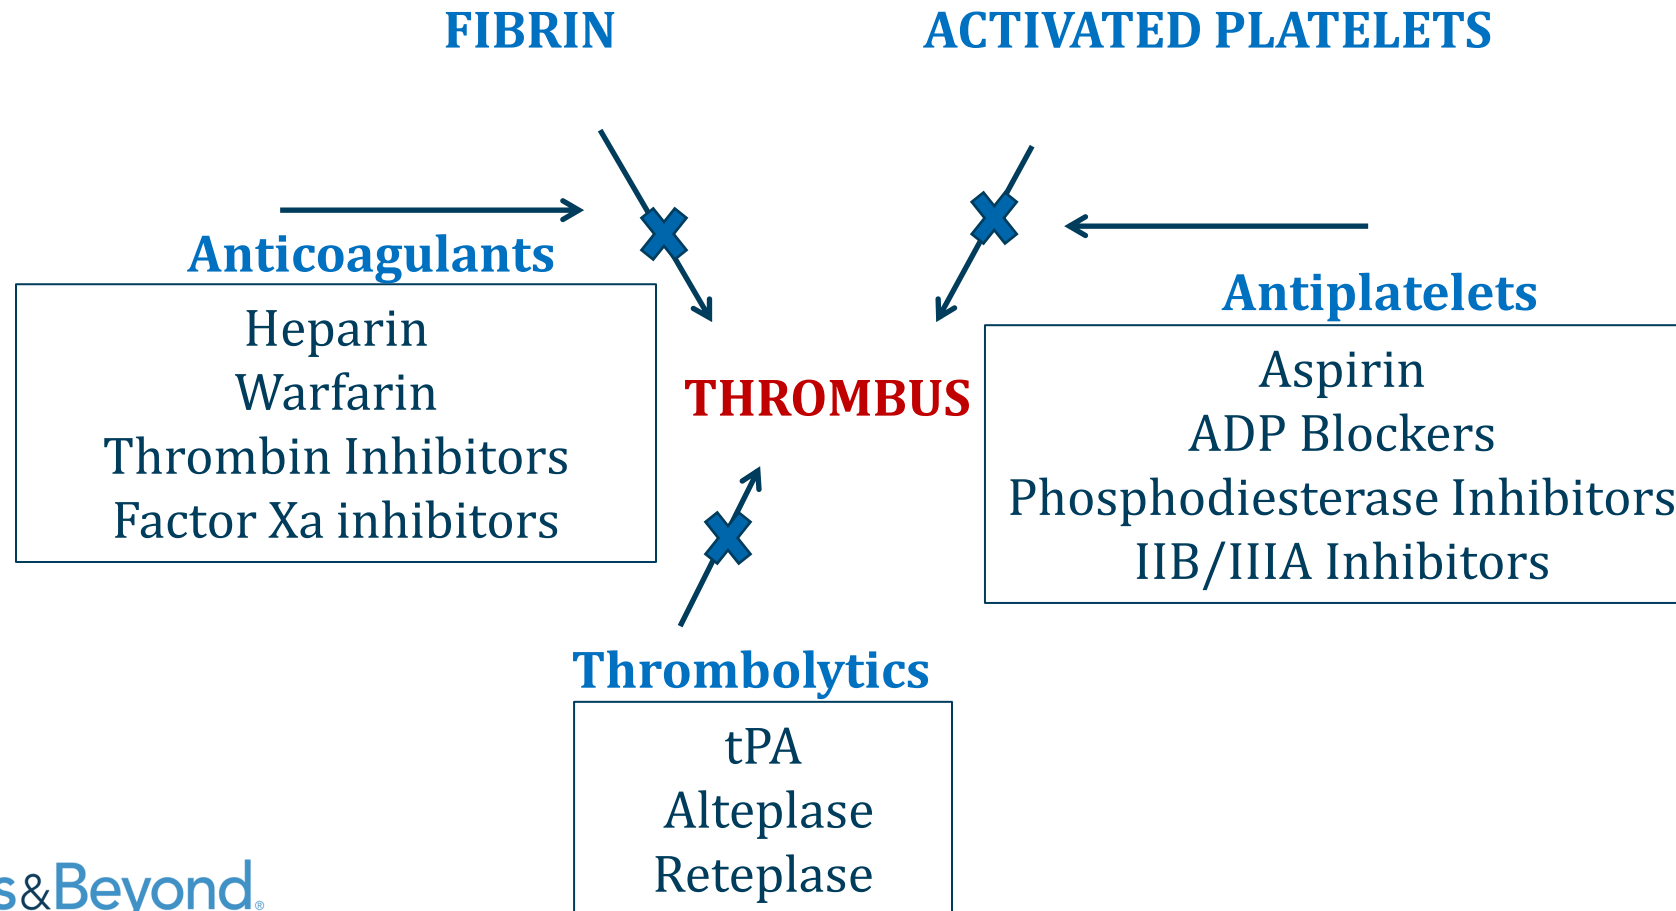 FIBRIN
ACTIVATED PLATELETS
Anticoagulants
Heparin
Warfarin
Thrombin Inhibitors
Factor Xa inhibitors
THROMBUS
Antiplatelets
Aspirin
ADP Blockers
Phosphodiesterase Inhibitors
IIB/IIIA Inhibitors
Thrombolytics
tPA
Alteplase
Reteplase
s&Beyond®